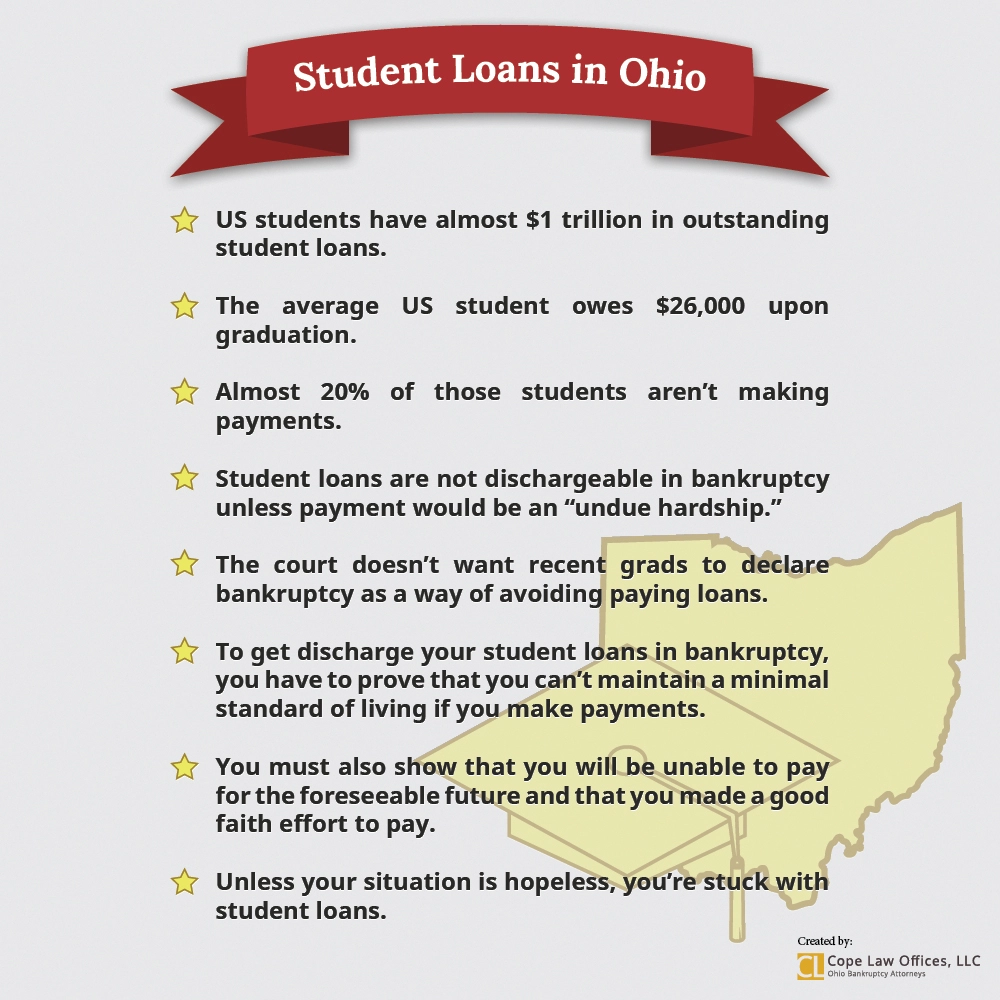 Student Loans in Ohio
US students have almost $1 trillion in outstanding
student loans.
The average US student owes $26,000 upon
graduation.
Almost 20% of those students aren’t making
payments.
Student loans are not dischargeable in bankruptcy
unless payment would be an “undue hardship.”
The court doesn’t want recent grads to declare
bankruptcy as a way of avoiding paying loans.
To get discharge your student loans in bankruptcy,
you have to prove that you can’t maintain a minimal
standard of living if you make payments.
You must also show that you will be unable to pay
for the foreseeable future and that you made a good
faith effort to pay.
Unless your situation is hopeless, you’re stuck with
student loans.
Created by:
CL Cope Law Offices, LLC
Ohio Bankruptcy Attorneys